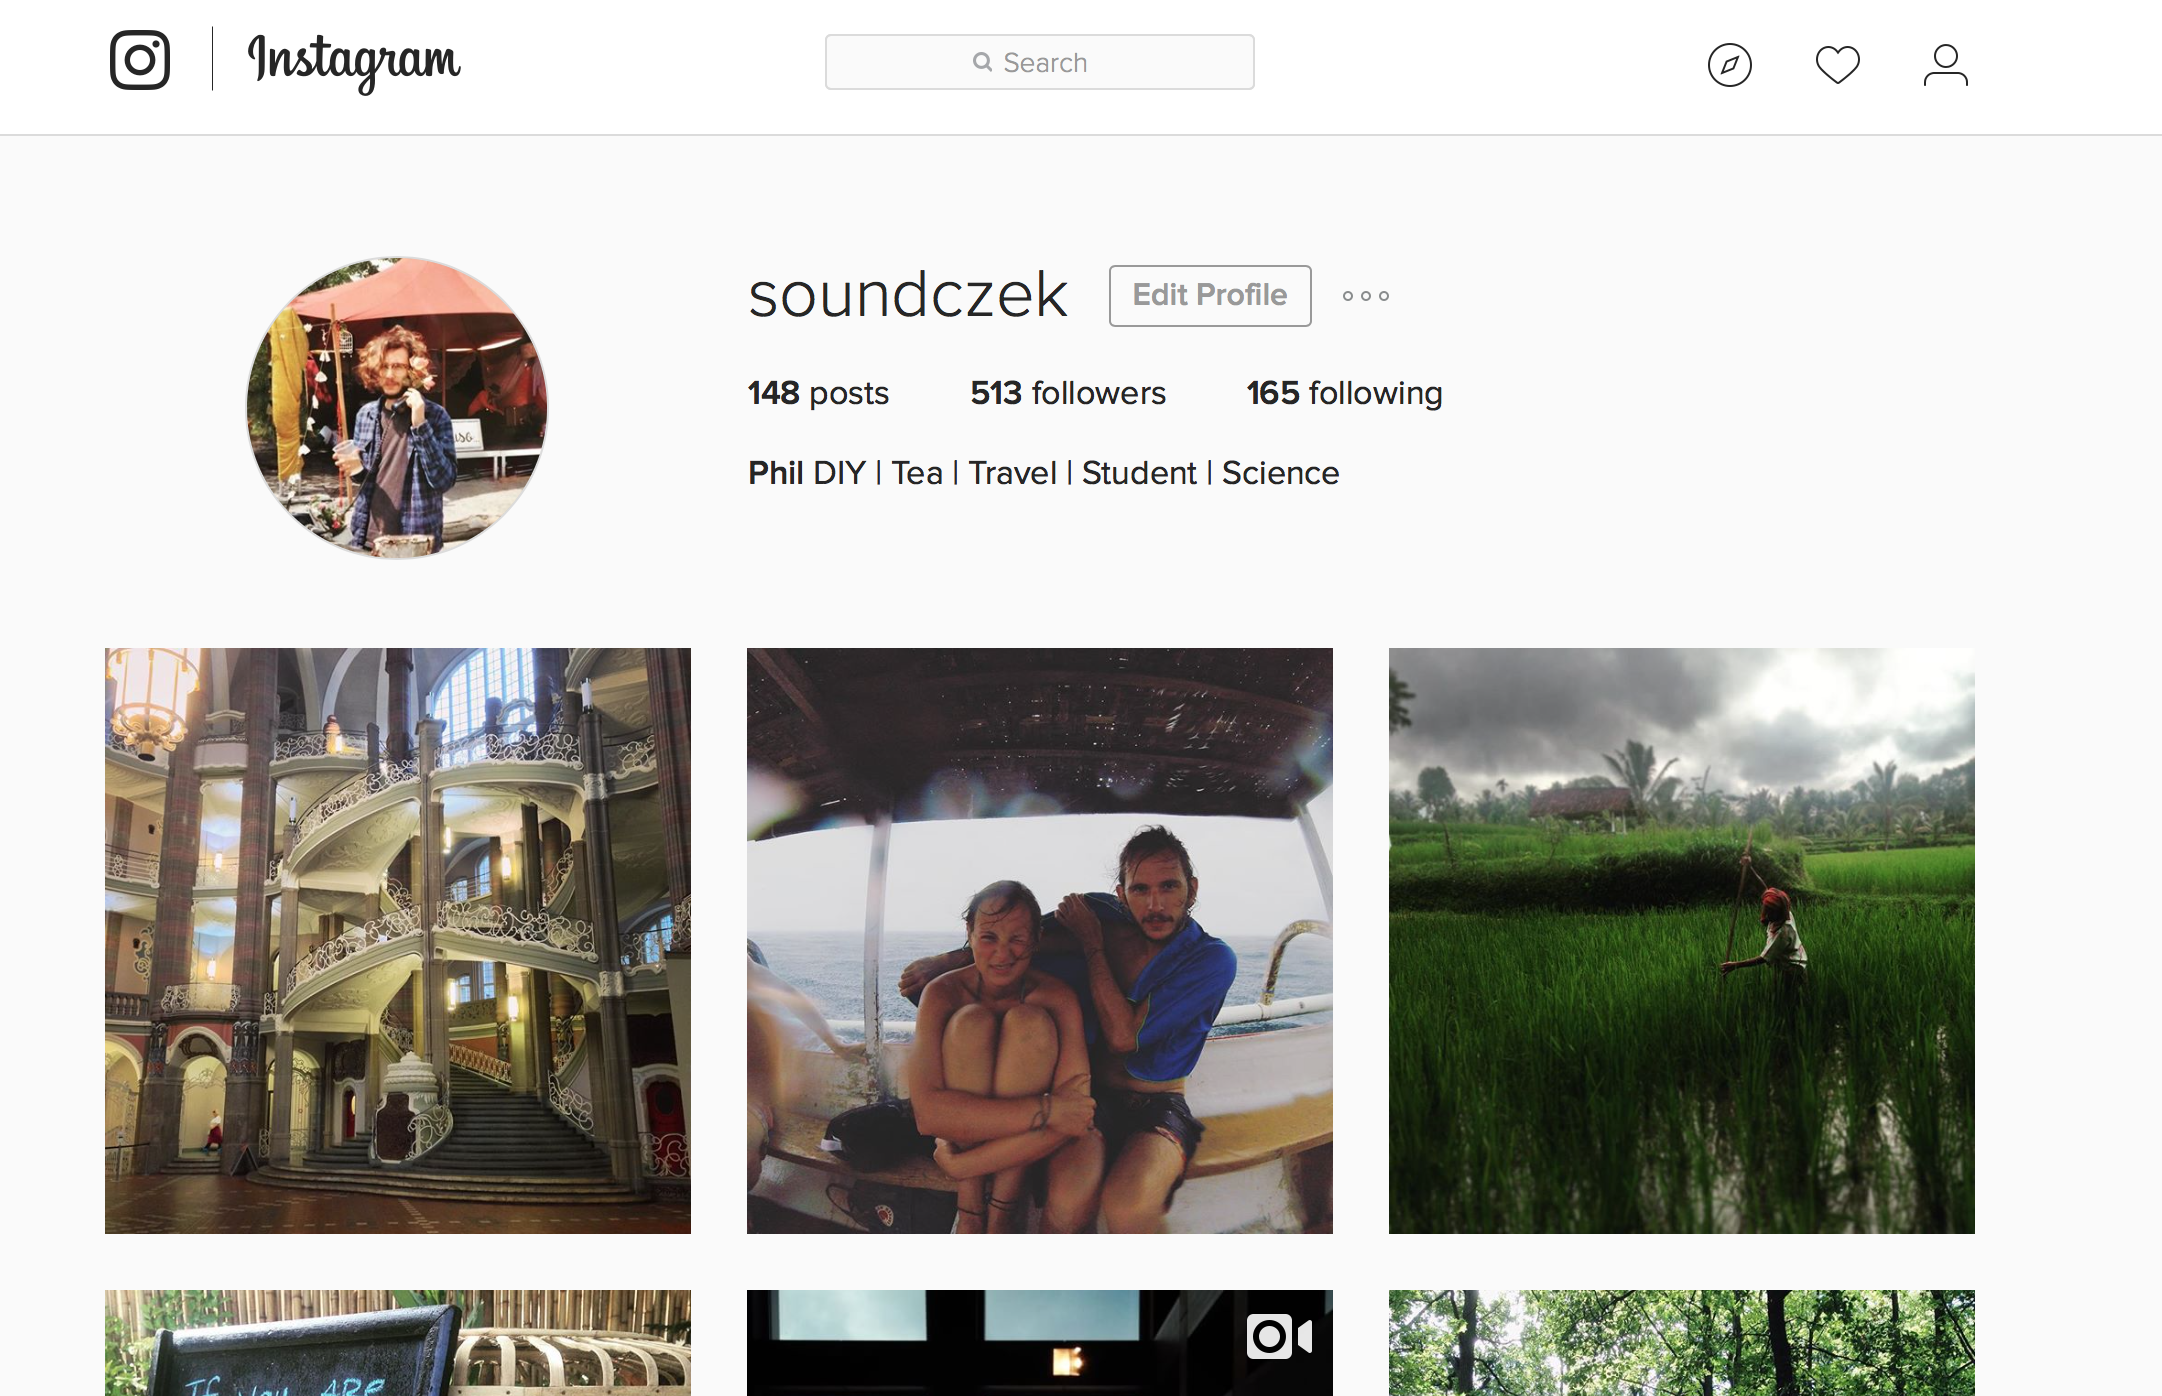 Instagram
Search
soundczek Edit Profile
148 posts 513 followers 165 following
Phil DIY | Tea | Travel | Student | Science
If you ARE